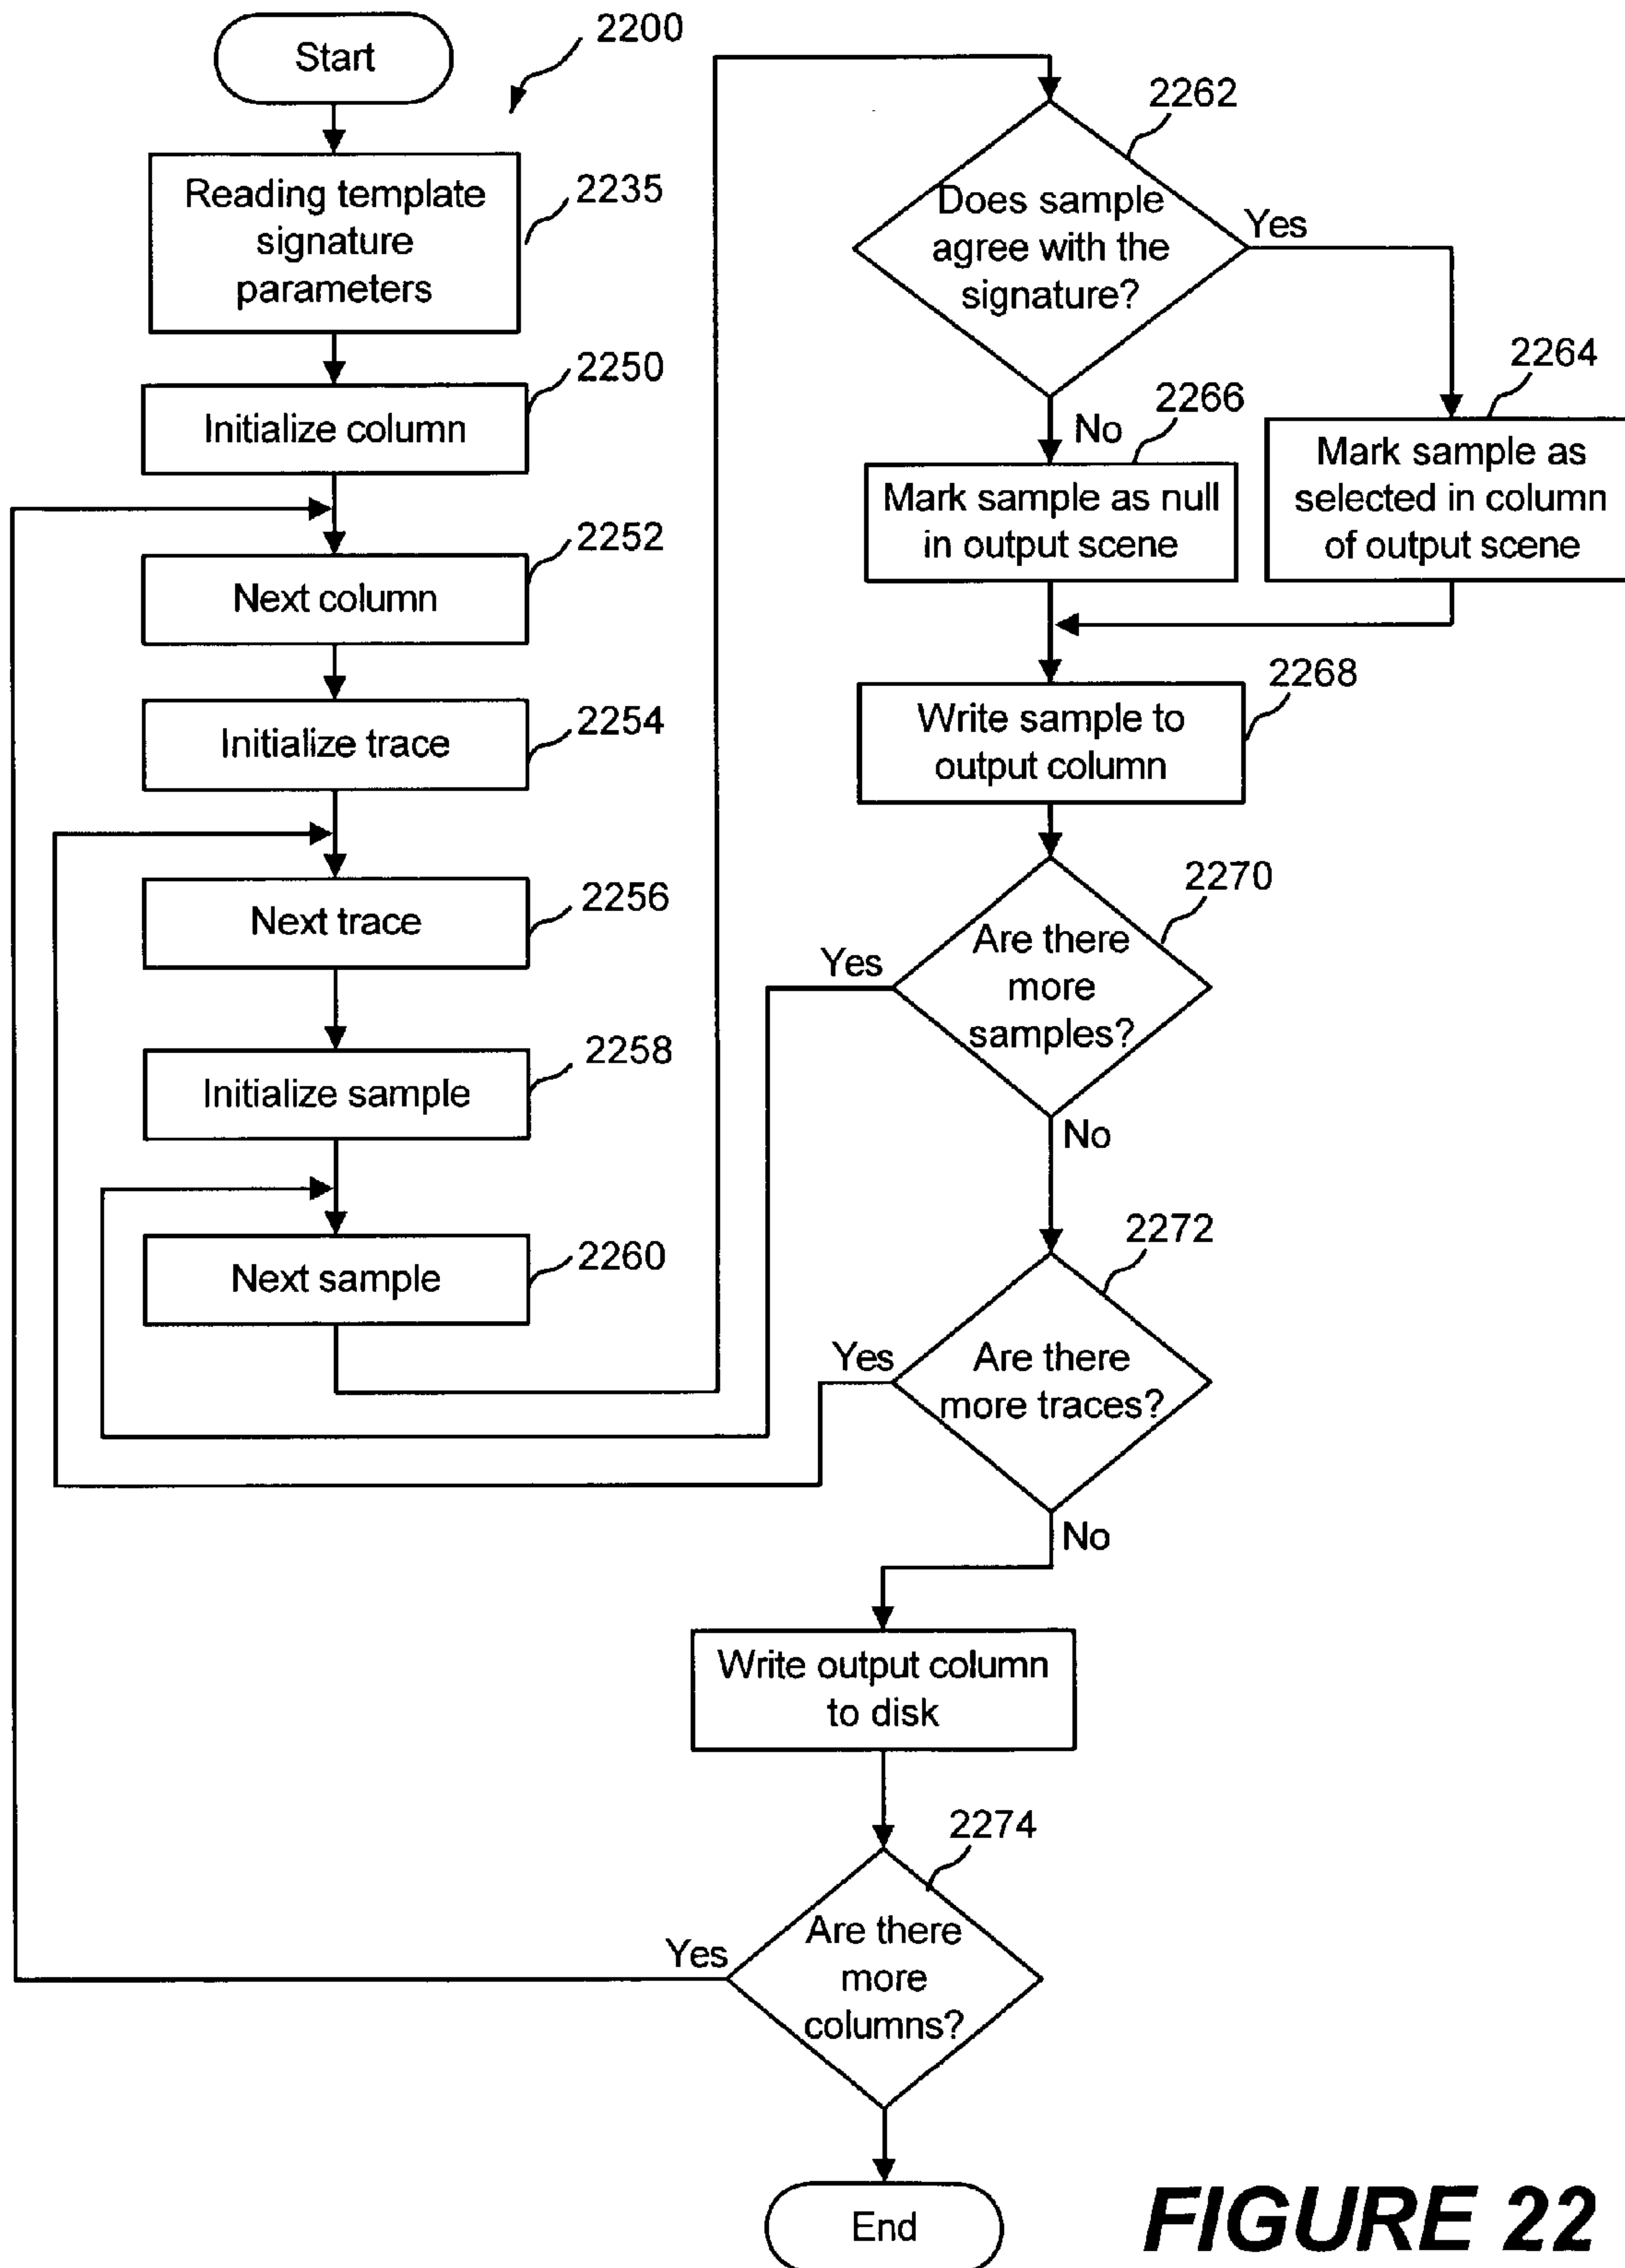 Start
2200
Reading template
signature
parameters
2235
Initialize column
2250
Next column
2252
Initialize trace
2254
Next trace
2256
Initialize sample
2258
Next sample
2260
Does sample
agree with the
signature?
2262
Yes
No
2266
Mark sample as null
in output scene
2264
Mark sample as
selected in column
of output scene
2268
Write sample to
output column
2270
Are there
more
samples?
Yes
No
2272
Are there
more traces?
Yes
No
Write output column
to disk
2274
Are there
more
columns?
Yes
End
FIGURE 22